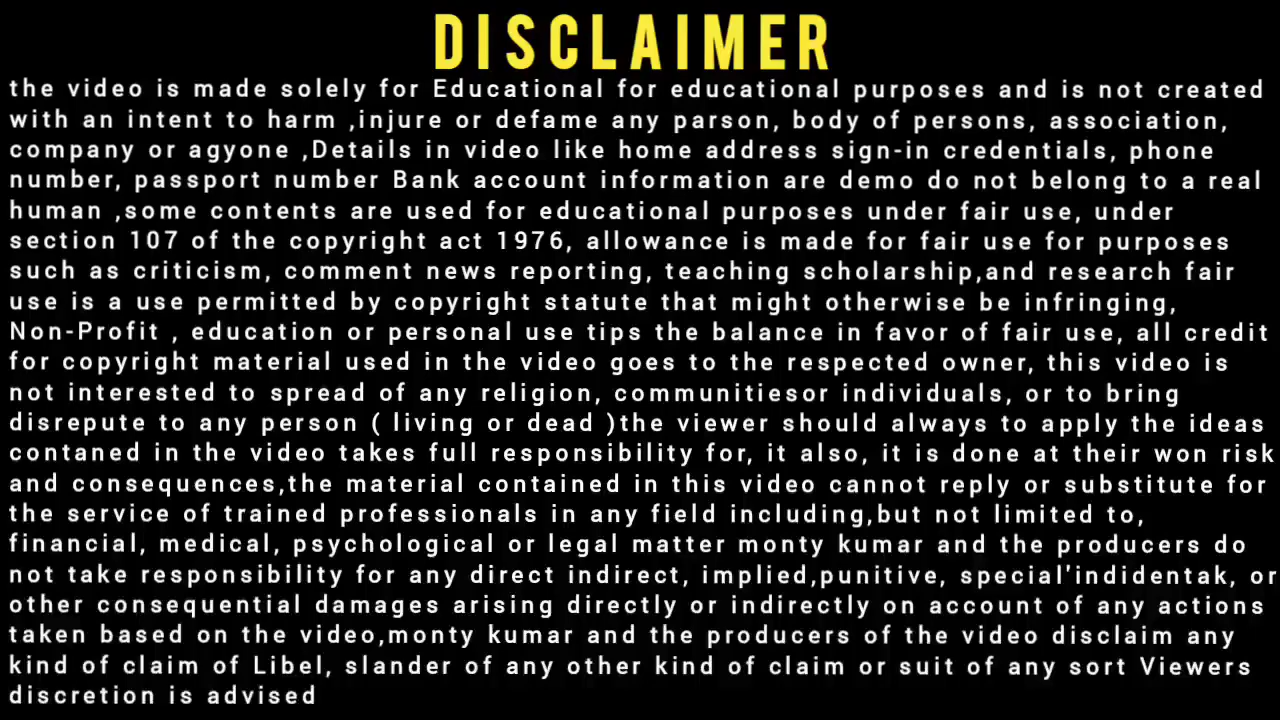 DISCLAIMER
the video is made solely for Educational for educational purposes and is not created
with an intent to harm ,injure or defame any parson, body of persons, association,
company or agyone ,Details in video like home address sign-in credentials, phone
number, passport number Bank account information are demo do not belong to a real
human ,some contents are used for educational purposes under fair use, under
section 107 of the copyright act 1976, allowance is made for fair use for purposes
such as criticism, comment news reporting, teaching scholarship,and research fair
use is a use permitted by copyright statute that might otherwise be infringing,
Non-Profit , education or personal use tips the balance in favor of fair use, all credit
for copyright material used in the video goes to the respected owner, this video is
not interested to spread of any religion, communitiesor individuals, or to bring
disrepute to any person ( living or dead )the viewer should always to apply the ideas
contaned in the video takes full responsibility for, it also, it is done at their won risk
and consequences,the material contained in this video cannot reply or substitute for
the service of trained professionals in any field including,but not limited to,
financial, medical, psychological or legal matter monty kumar and the producers do
not take responsibility for any direct indirect, implied,punitive, special'indidentak, or
other consequential damages arising directly or indirectly on account of any actions
taken based on the video,monty kumar and the producers of the video disclaim any
kind of claim of Libel, slander of any other kind of claim or suit of any sort Viewers
discretion is advised